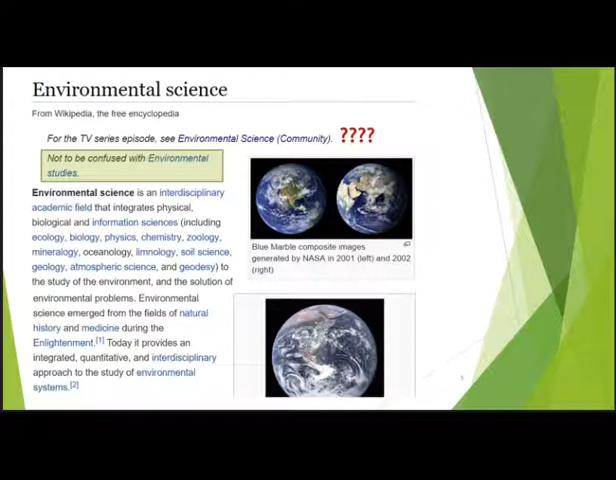 Environmental science
From Wikipedia, the free encyclopedia
For the TV series episode, see Environmental Science (Community). ????
Not to be confused with Environmental
studies.
Environmental science is an interdisciplinary
academic field that integrates physical,
biological and information sciences (including
ecology, biology, physics, chemistry, zoology,
mineralogy, oceanology, limnology, soil science,
geology, atmospheric science, and geodesy) to
the study of the environment, and the solution of
environmental problems. Environmental
science emerged from the fields of natural
history and medicine during the
Enlightenment.[1] Today it provides an
integrated, quantitative, and interdisciplinary
approach to the study of environmental
systems.[2]
Blue Marble composite images
generated by NASA in 2001 (left) and 2002
(right)